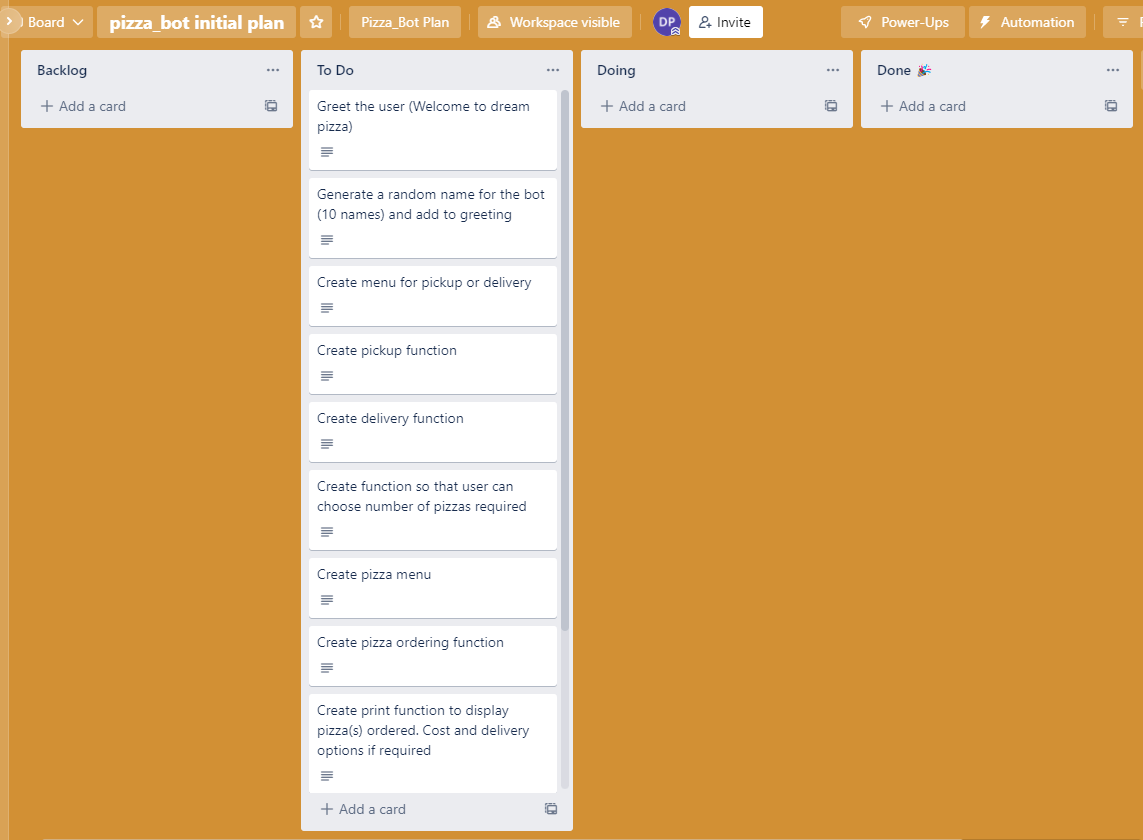 Board
pizza_bot initial plan
Pizza_Bot Plan
Workspace visible
DP
Invite
Power-Ups
Automation
Backlog
Add a card
To Do
Greet the user (Welcome to dream
pizza)
Generate a random name for the bot
(10 names) and add to greeting
Create menu for pickup or delivery
Create pickup function
Create delivery function
Create function so that user can
choose number of pizzas required
Create pizza menu
Create pizza ordering function
Create print function to display
pizza(s) ordered. Cost and delivery
options if required
Add a card
Doing
Add a card
Done 🎉
Add a card